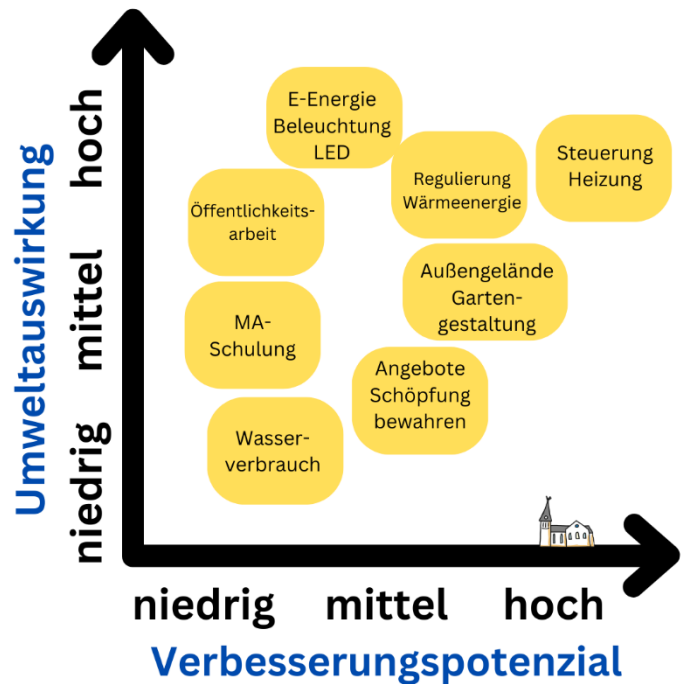 Umweltauswirkung
hoch
mittel
niedrig
E-Energie
Beleuchtung
LED
Steuerung
Heizung
Regulierung
Wärmeenergie
Öffentlichkeits-
arbeit
Außengelände
Garten-
gestaltung
MA-
Schulung
Angebote
Schöpfung
bewahren
Wasser-
verbrauch
niedrig mittel hoch
Verbesserungspotenzial